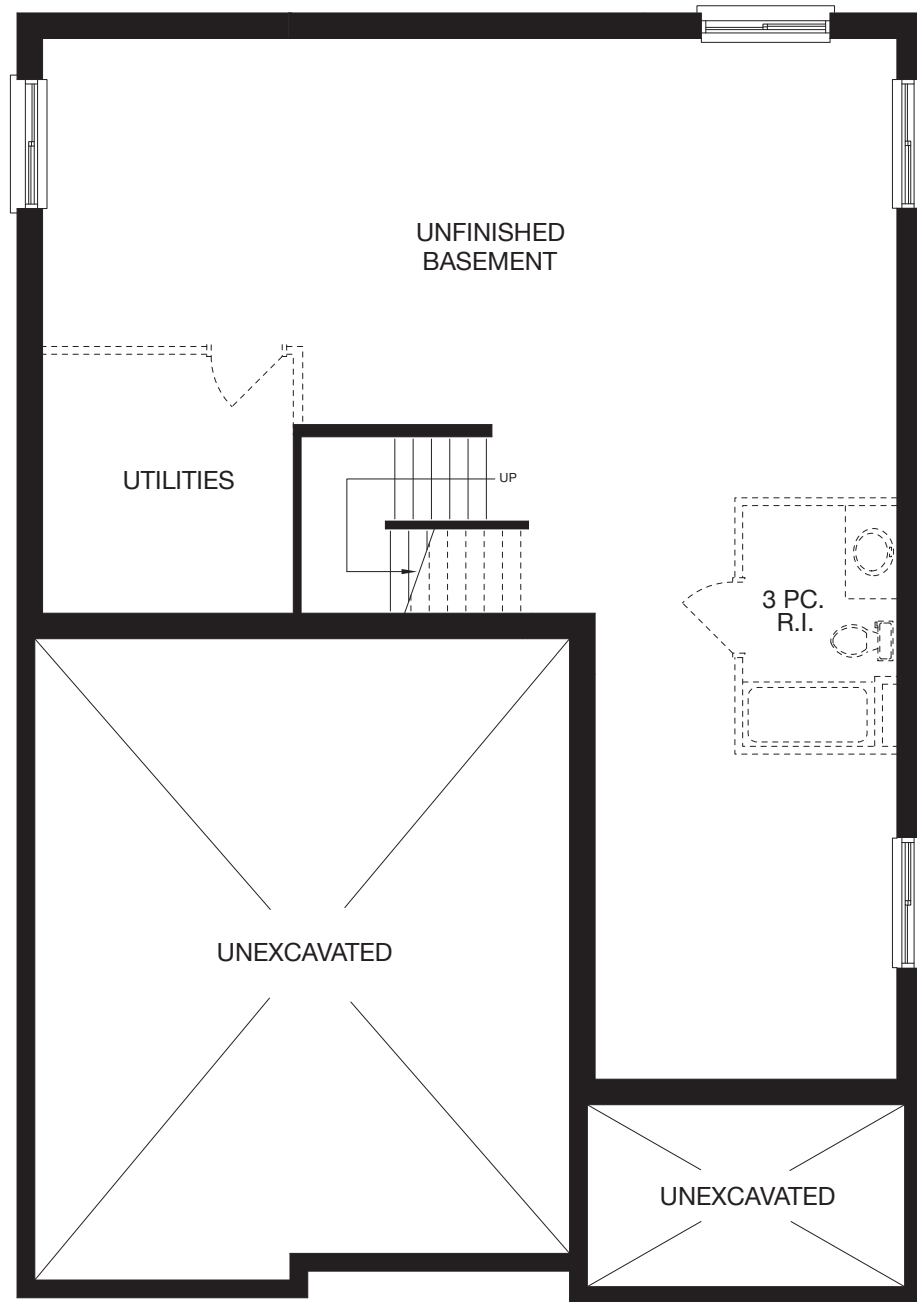 UNFINISHED
BASEMENT
UTILITIES
UP
3 PC.
R.I.
UNEXCAVATED
UNEXCAVATED